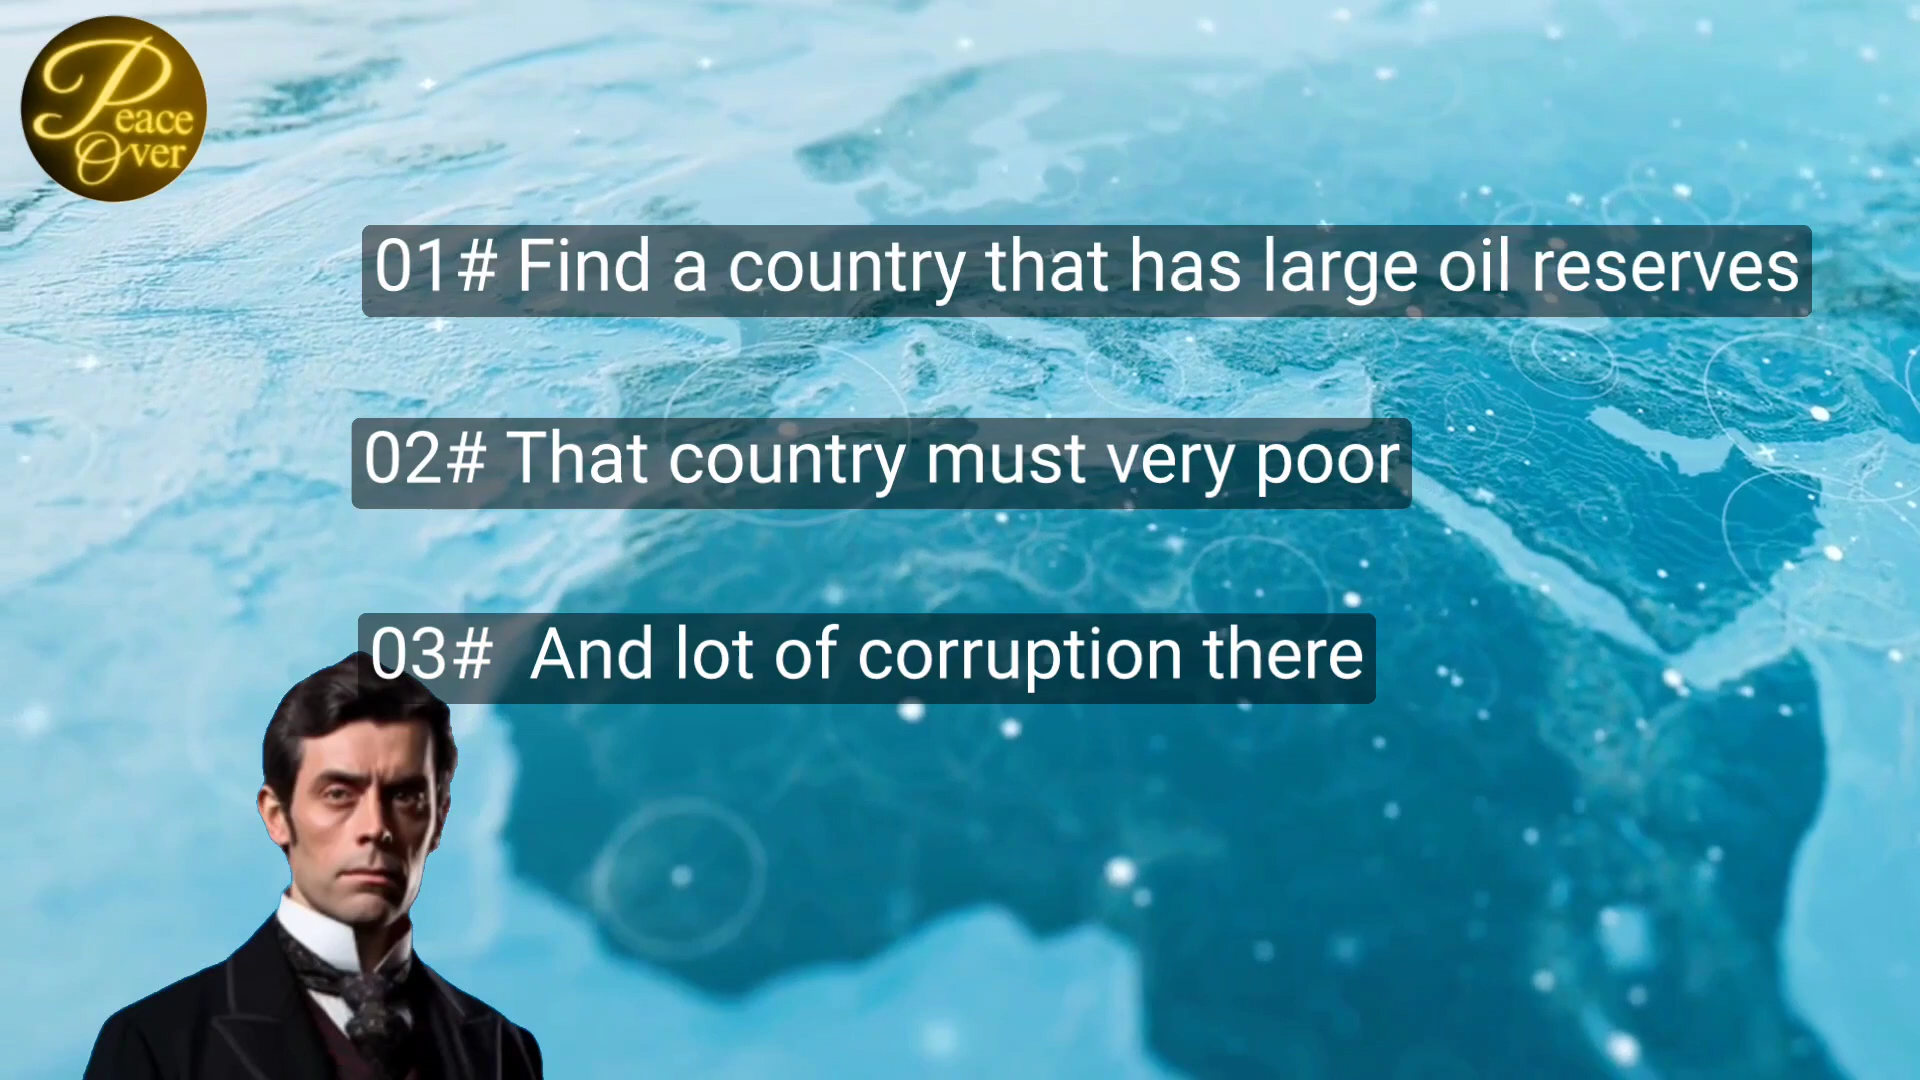 Peace
Over
01# Find a country that has large oil reserves
02# That country must very poor
03# And lot of corruption there